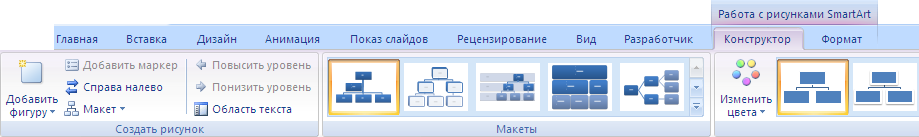 Работа с рисунками SmartArt
Главная Вставка Дизайн Анимация Показ слайдов Рецензирование Вид Разработчик Конструктор Формат
Добавить фигуру
Добавить маркер
Справа налево
Макет
Повысить уровень
Понизить уровень
Область текста
Создать рисунок
Макеты
Изменить цвета